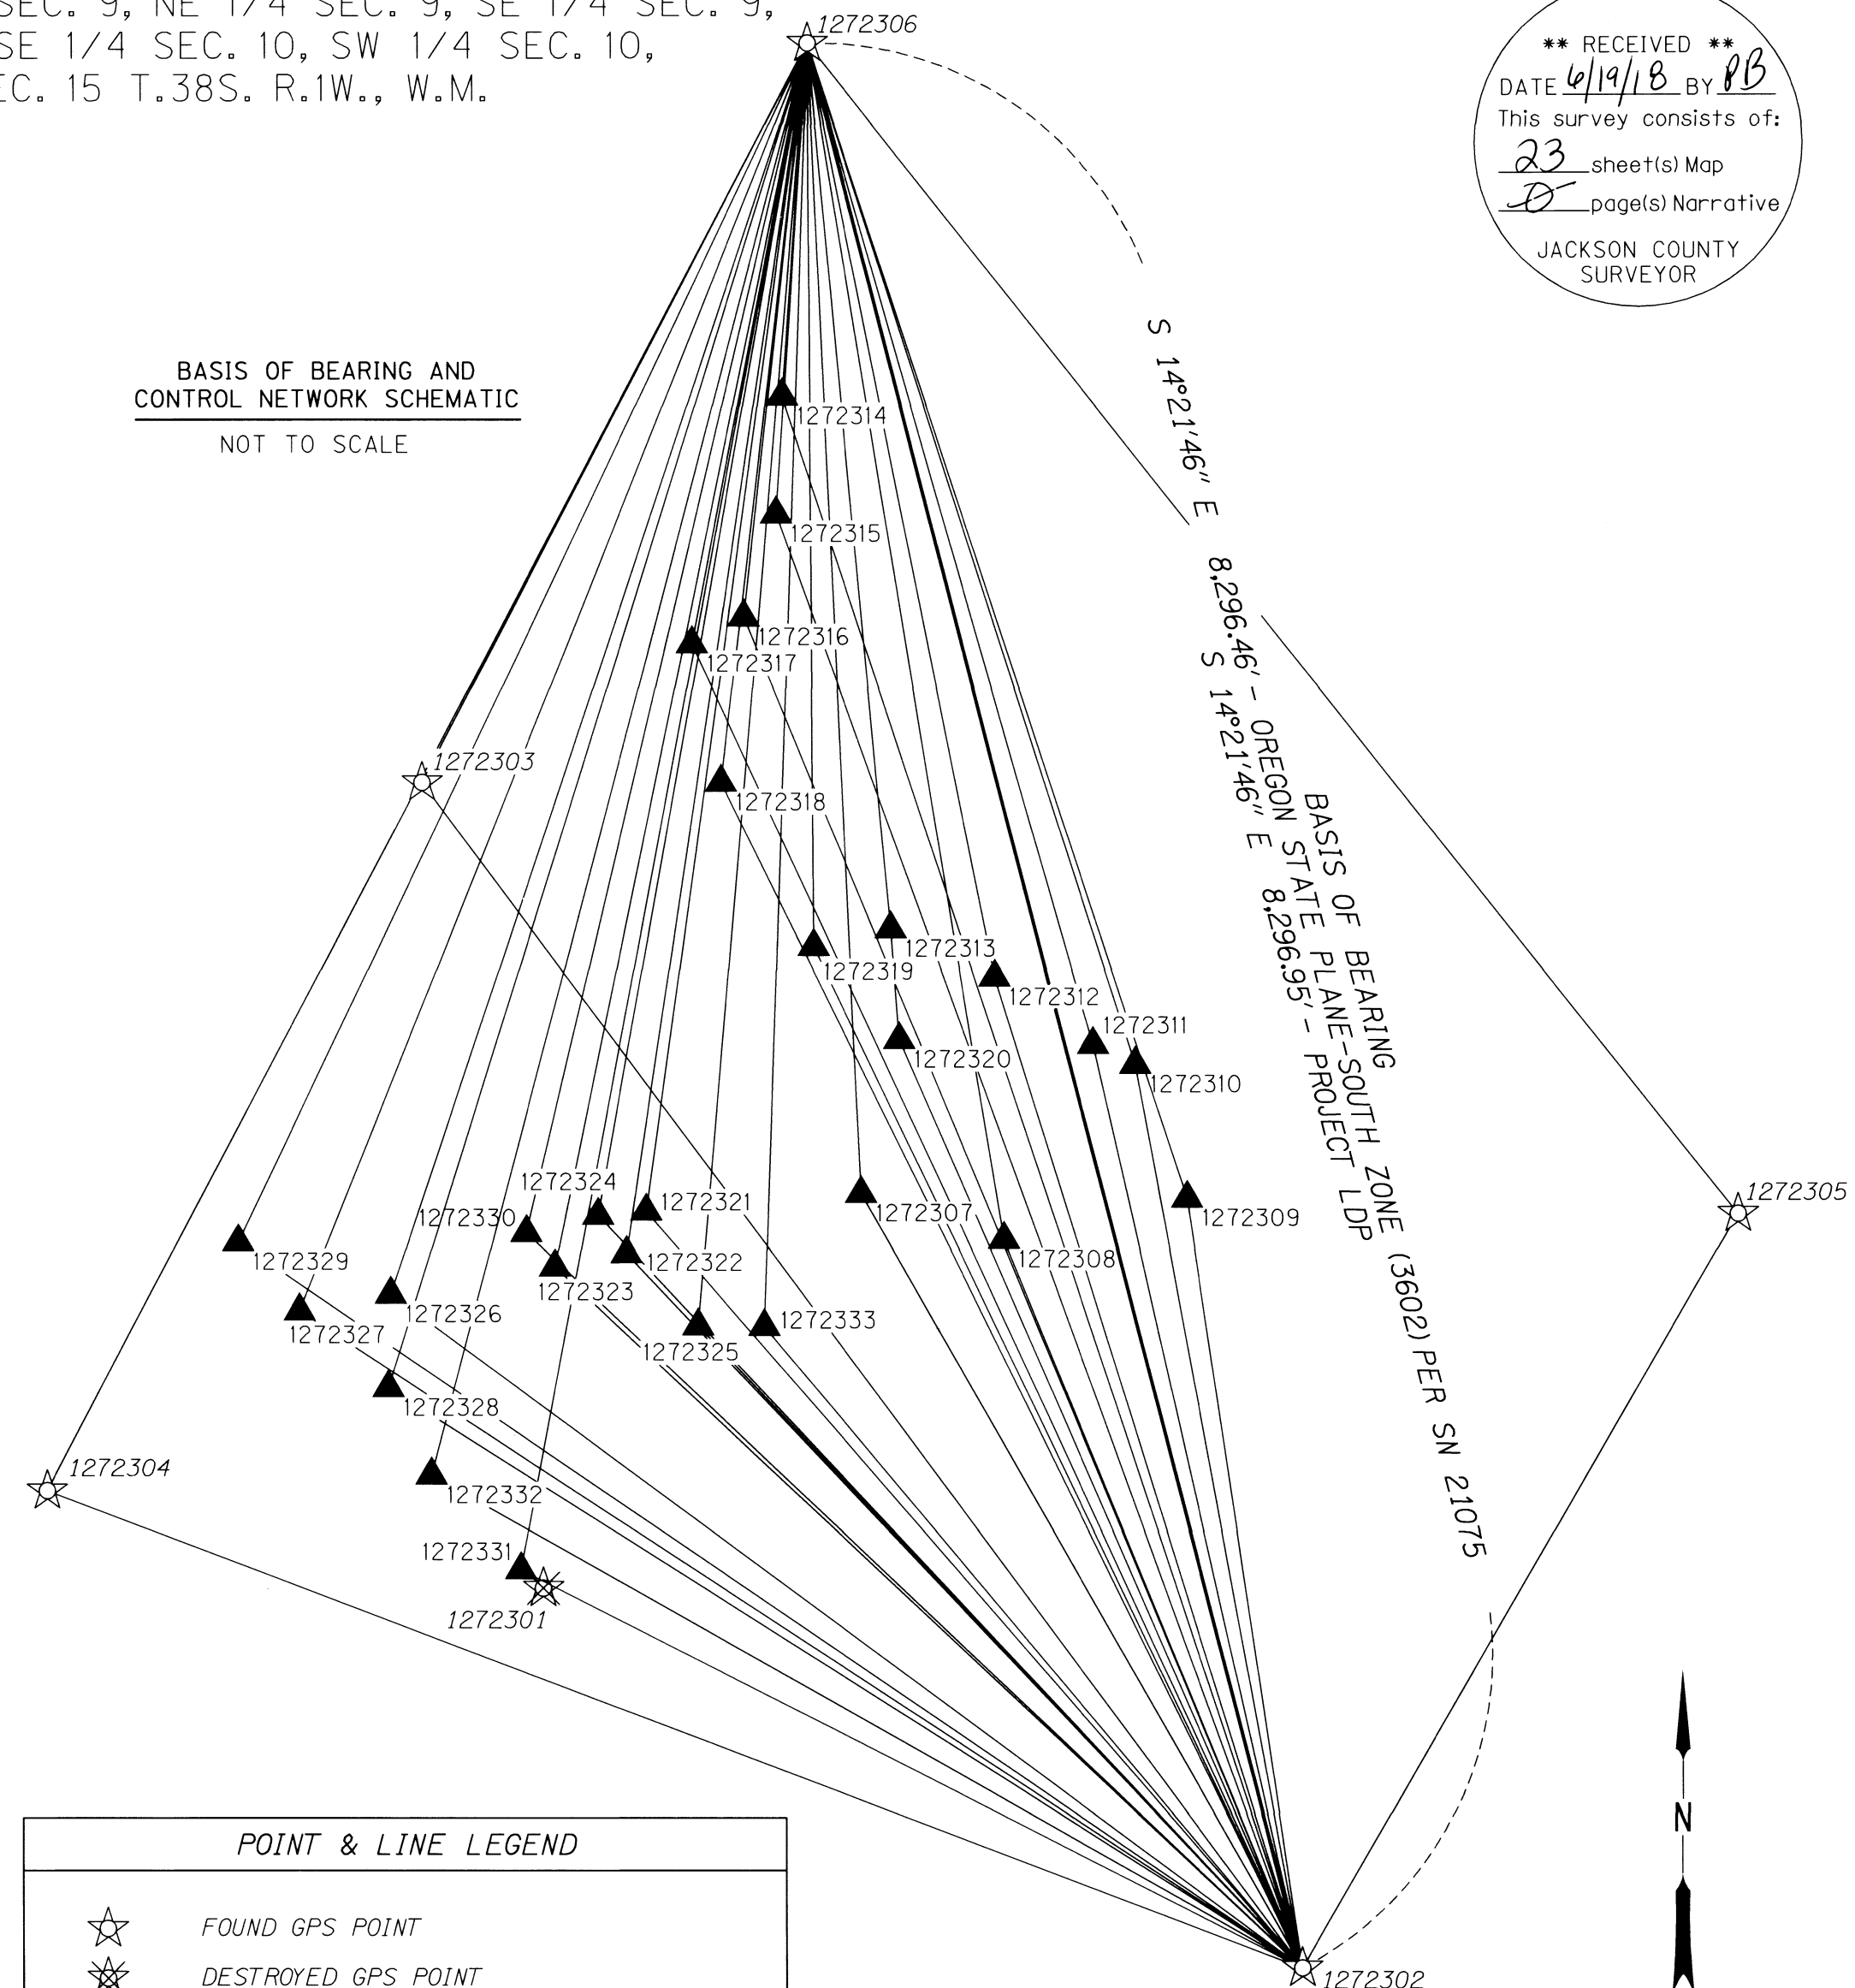 SEC. 9, NE 1/4 SEC. 9, SE 1/4 SEC. 9,
SE 1/4 SEC. 10, SW 1/4 SEC. 10,
EC. 15 T.38S. R.1W., W.M.
** RECEIVED **
DATE 6/19/18 BY PB
This survey consists of:
23 sheet(s) Map
0 page(s) Narrative
JACKSON COUNTY
SURVEYOR
BASIS OF BEARING AND
CONTROL NETWORK SCHEMATIC
NOT TO SCALE
1272306
1272314
1272315
1272316
1272317
1272303
1272318
1272313
1272319
1272312
1272311
1272320
1272310
1272324
1272321
1272305
1272330
1272307
1272309
1272329
1272322
1272308
1272323
1272326
1272333
1272327
1272325
1272328
1272304
1272332
1272331
1272301
1272302
BASIS OF BEARING
S 14°21'46" E 8,296.46' - OREGON STATE PLANE-SOUTH ZONE (3602) PER SN 21075
S 14°21'46" E 8,296.95' - PROJECT LDP
N
POINT & LINE LEGEND
FOUND GPS POINT
DESTROYED GPS POINT